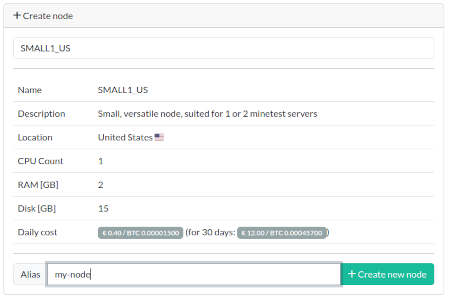 + Create node
SMALL1_US
Name SMALL1_US
Description Small, versatile node, suited for 1 or 2 minetest servers
Location United States
CPU Count 1
RAM [GB] 2
Disk [GB] 15
Daily cost € 0.40 / BTC 0.00001500 (for 30 days: € 12.00 / BTC 0.00045700)
Alias my-node + Create new node